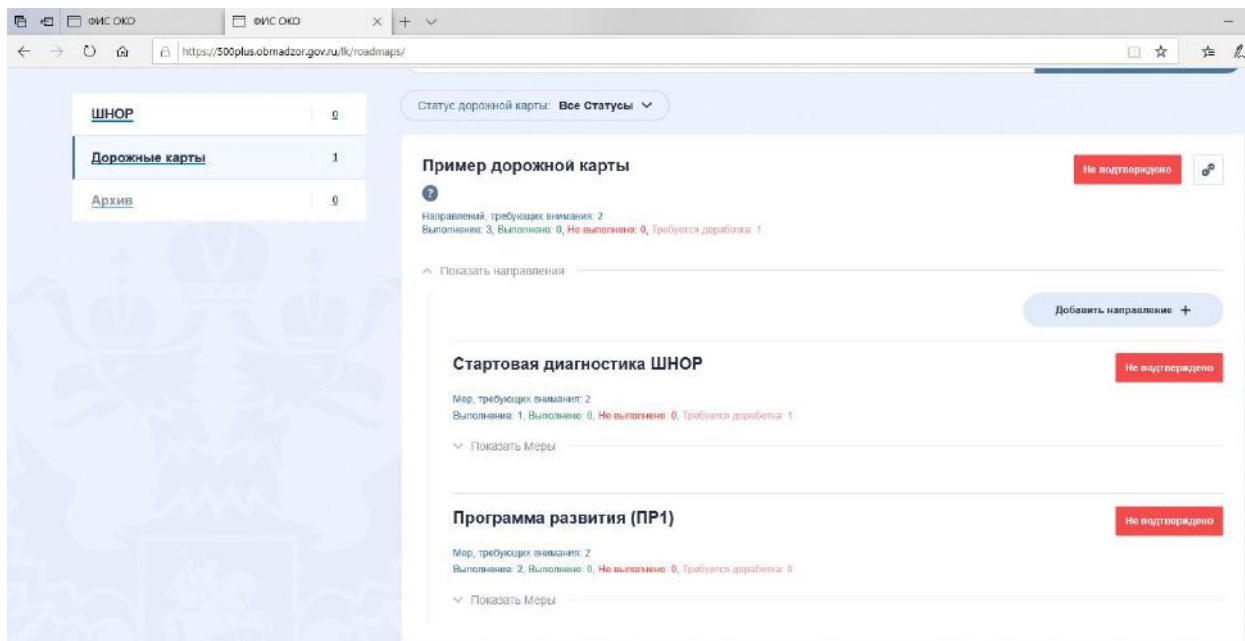 ФИС ОКО
ФИС ОКО
https://500plus.obrnadzor.gov.ru/lk/roadmaps/
ШНОР 0
Дорожные карты 1
Архив 0
Статус дорожной карты: Все Статусы
Пример дорожной карты
Не подтверждено
Направлений, требующих внимания: 2
Выполнение: 3, Выполнено: 0, Не выполнено: 0, Требуется доработка: 1
Показать направления
Добавить направление +
Стартовая диагностика ШНОР
Не подтверждено
Мер, требующих внимания: 2
Выполнение: 1, Выполнено: 0, Не выполнено: 0, Требуется доработка: 1
Показать Меры
Программа развития (ПР1)
Не подтверждено
Мер, требующих внимания: 2
Выполнение: 2, Выполнено: 0, Не выполнено: 0, Требуется доработка: 0
Показать Меры